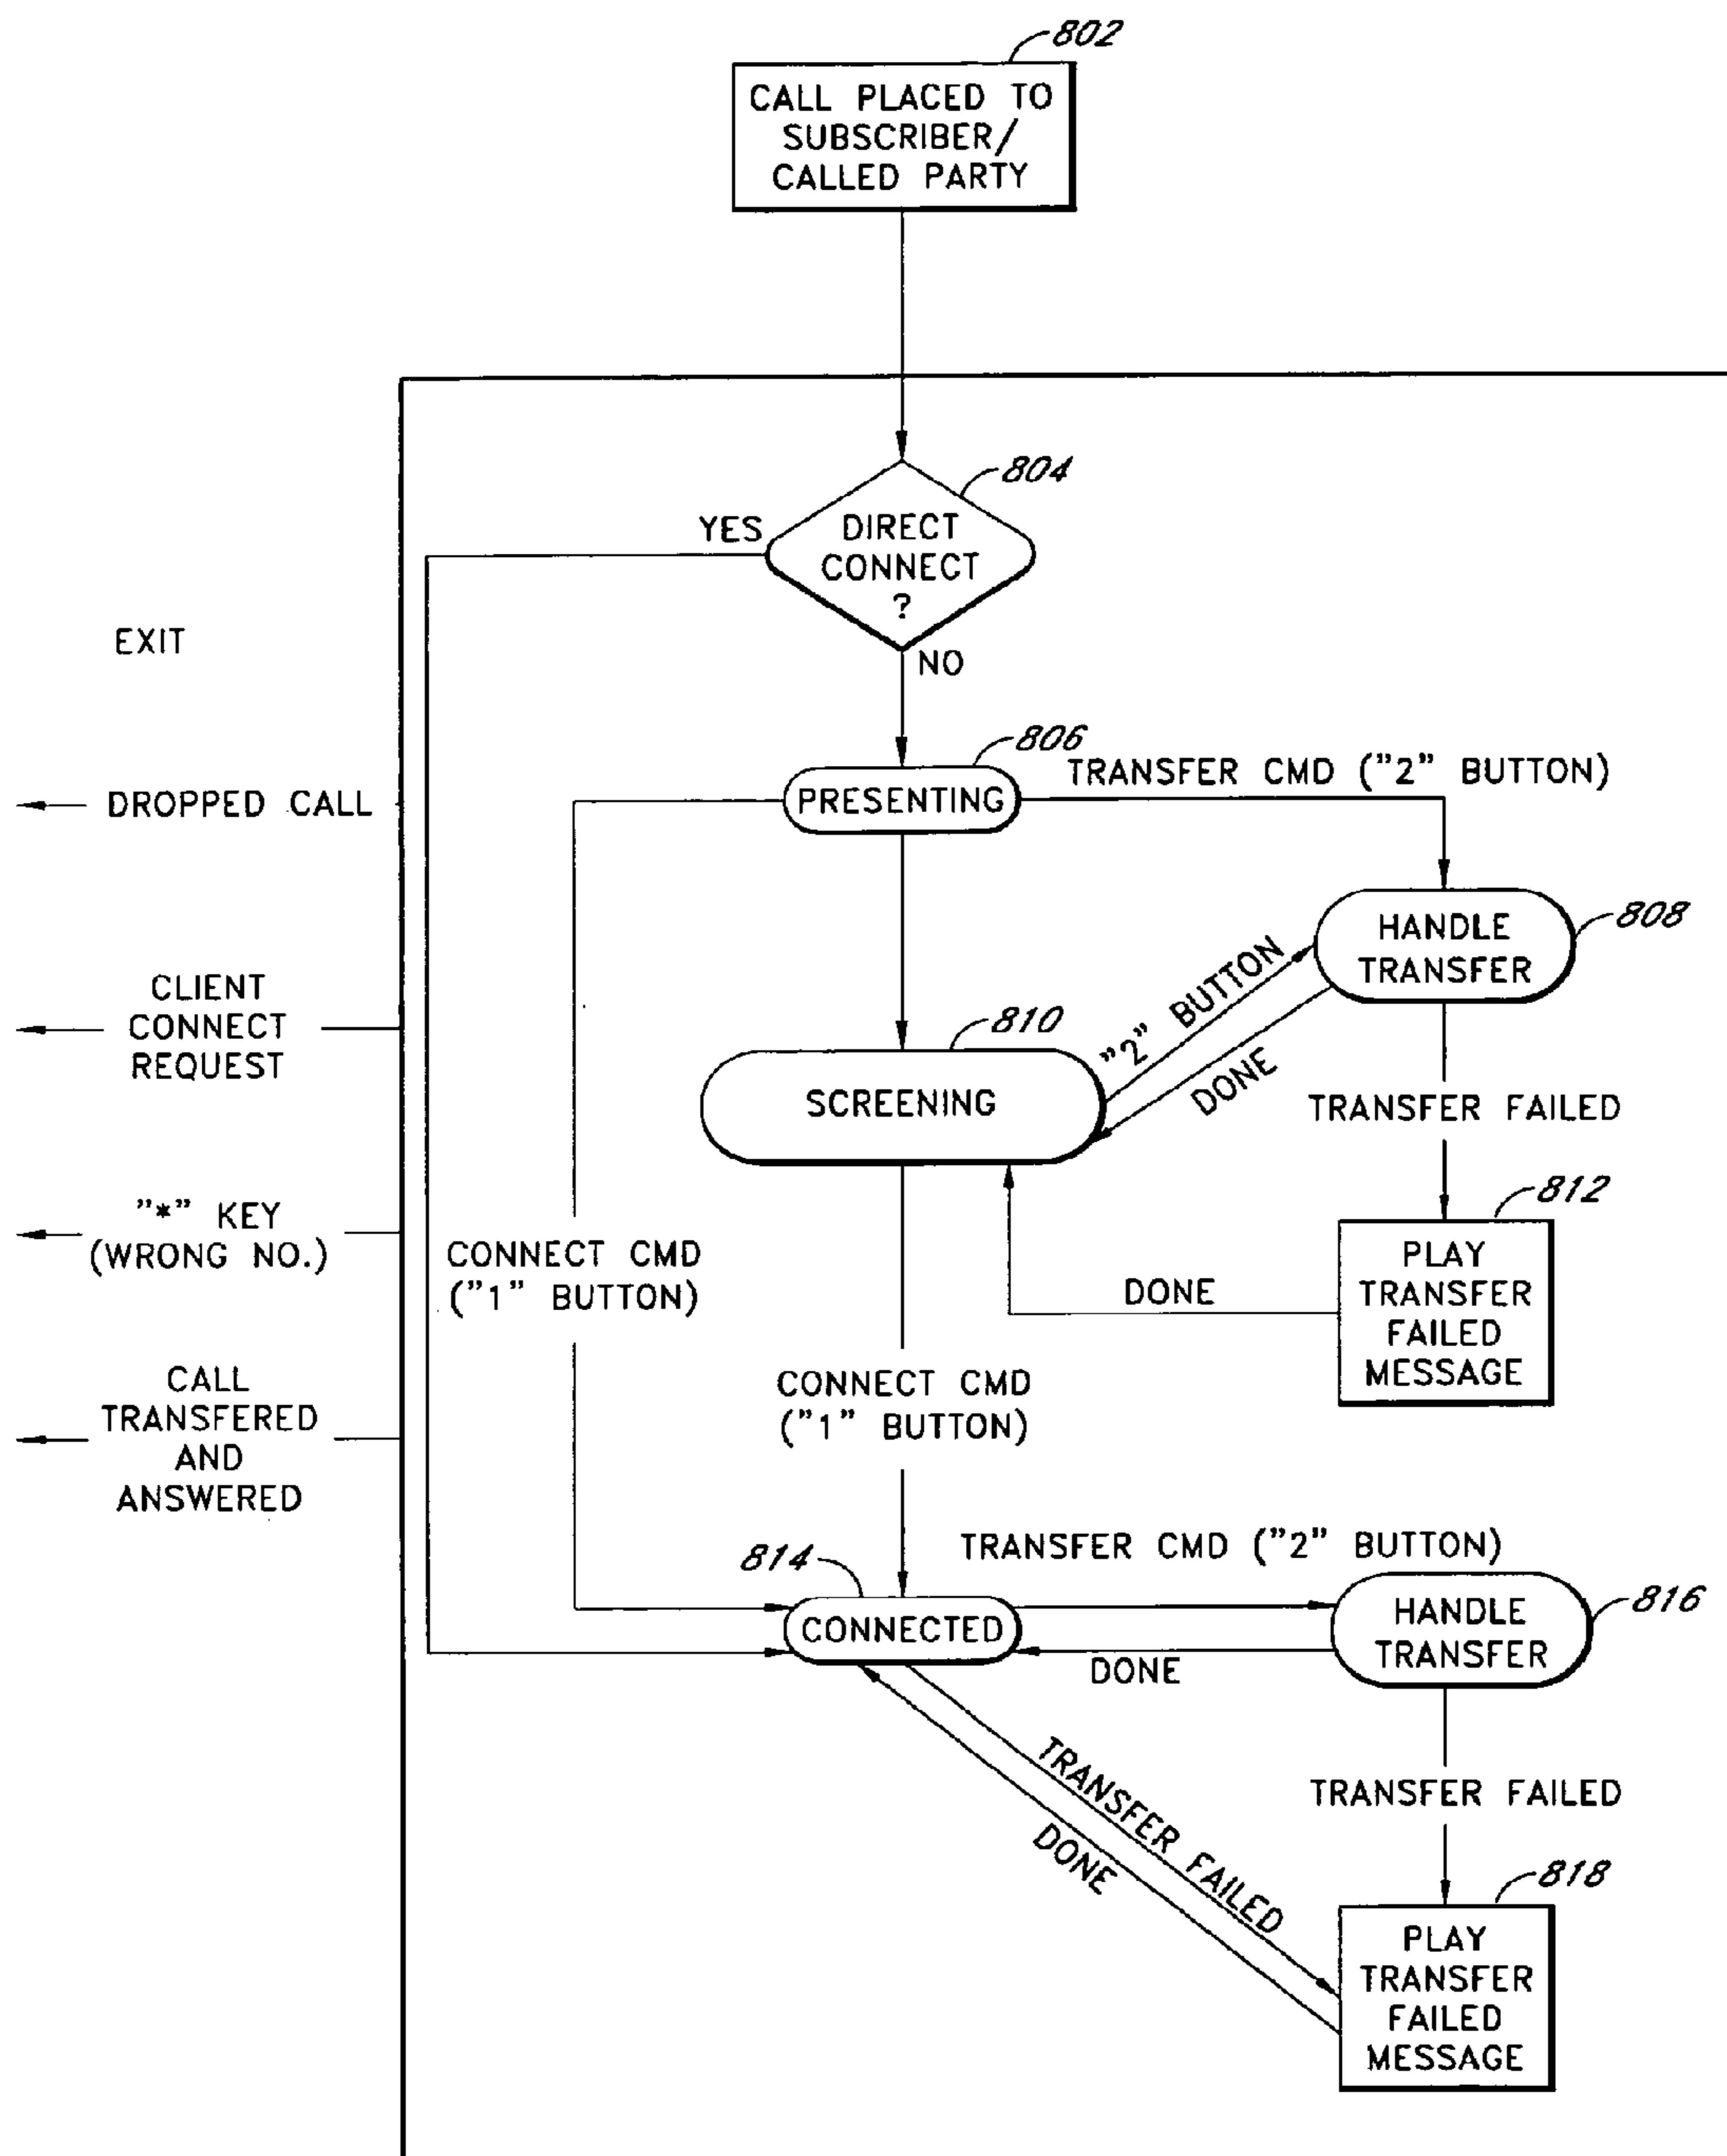 802
CALL PLACED TO
SUBSCRIBER/
CALLED PARTY
804
YES
DIRECT
CONNECT
?
NO
EXIT
806
TRANSFER CMD ("2" BUTTON)
PRESENTING
DROPPED CALL
HANDLE
TRANSFER
808
CLIENT
CONNECT
REQUEST
810
"2" BUTTON
DONE
SCREENING
TRANSFER FAILED
812
"*" KEY
(WRONG NO.)
CONNECT CMD
("1" BUTTON)
DONE
PLAY
TRANSFER
FAILED
MESSAGE
CALL
TRANSFERED
AND
ANSWERED
CONNECT CMD
("1" BUTTON)
814
TRANSFER CMD ("2" BUTTON)
CONNECTED
HANDLE
TRANSFER
816
DONE
TRANSFER FAILED
DONE
TRANSFER FAILED
818
PLAY
TRANSFER
FAILED
MESSAGE